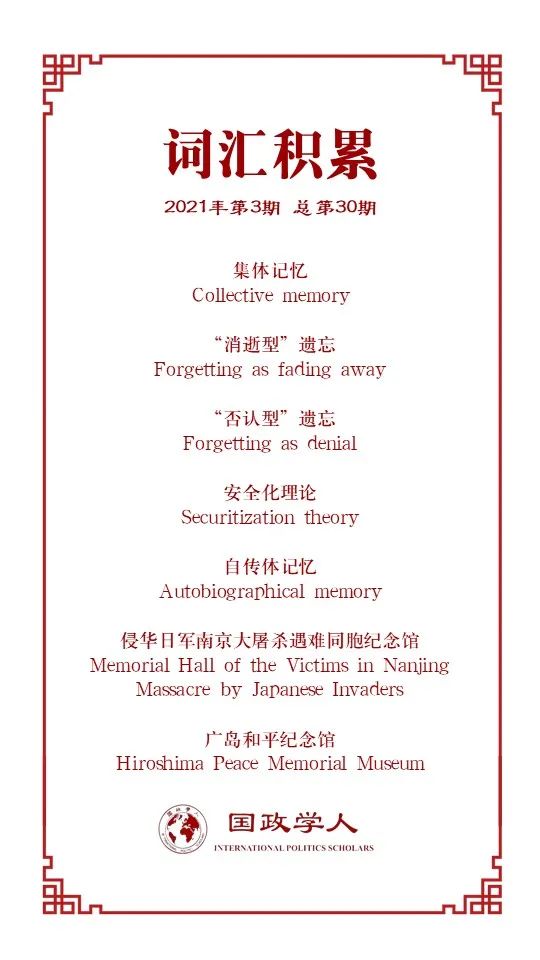 词汇积累
2021年第3期 总第30期
集体记忆
Collective memory
“消逝型”遗忘
Forgetting as fading away
“否认型”遗忘
Forgetting as denial
安全化理论
Securitization theory
自传体记忆
Autobiographical memory
侵华日军南京大屠杀遇难同胞纪念馆
Memorial Hall of the Victims in Nanjing
Massacre by Japanese Invaders
广岛和平纪念馆
Hiroshima Peace Memorial Museum
国政学人
国政学人
INTERNATIONAL POLITICS SCHOLARS